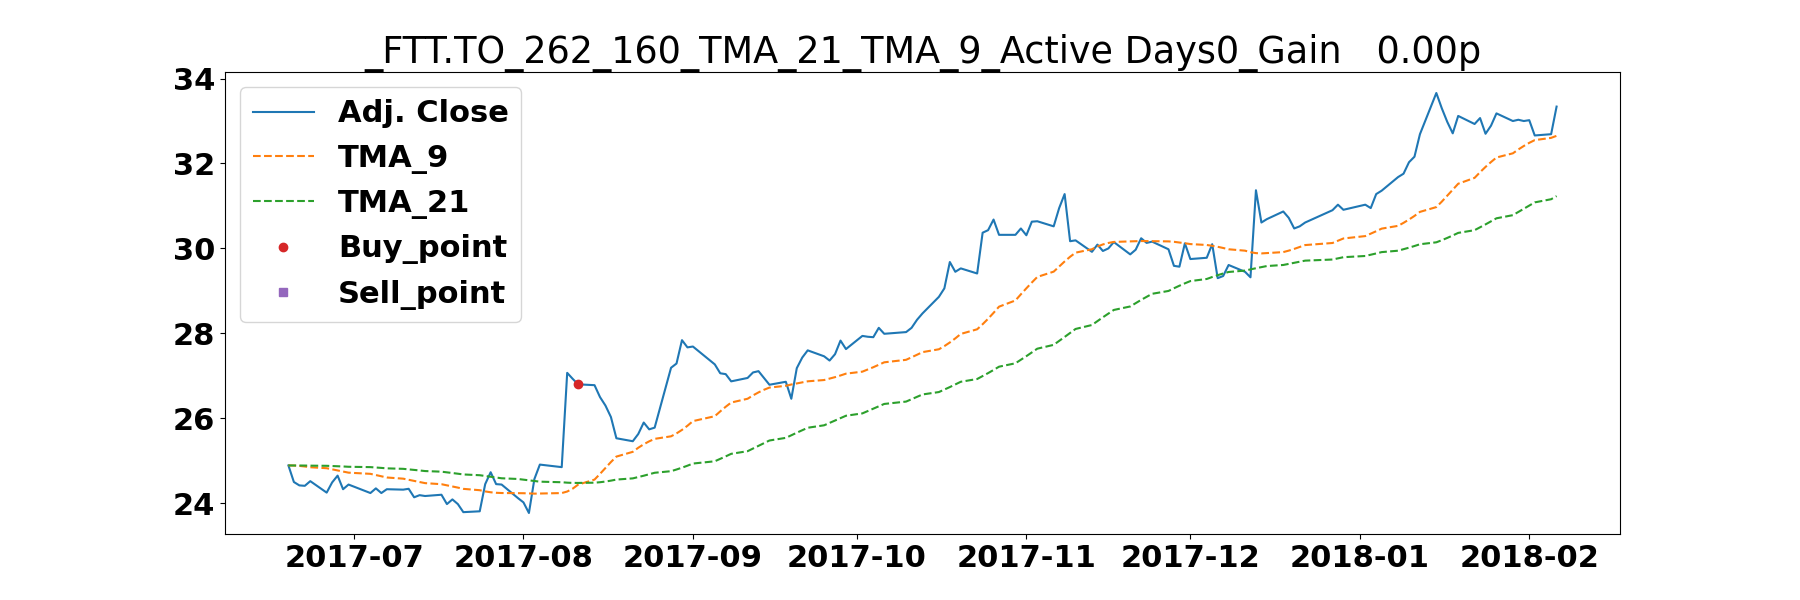 _FTT.TO_262_160_TMA_21_TMA_9_Active Days0_Gain   0.00p
34
32
30
28
26
24
Adj. Close
TMA_9
TMA_21
Buy_point
Sell_point
2017-07 2017-08 2017-09 2017-10 2017-11 2017-12 2018-01 2018-02